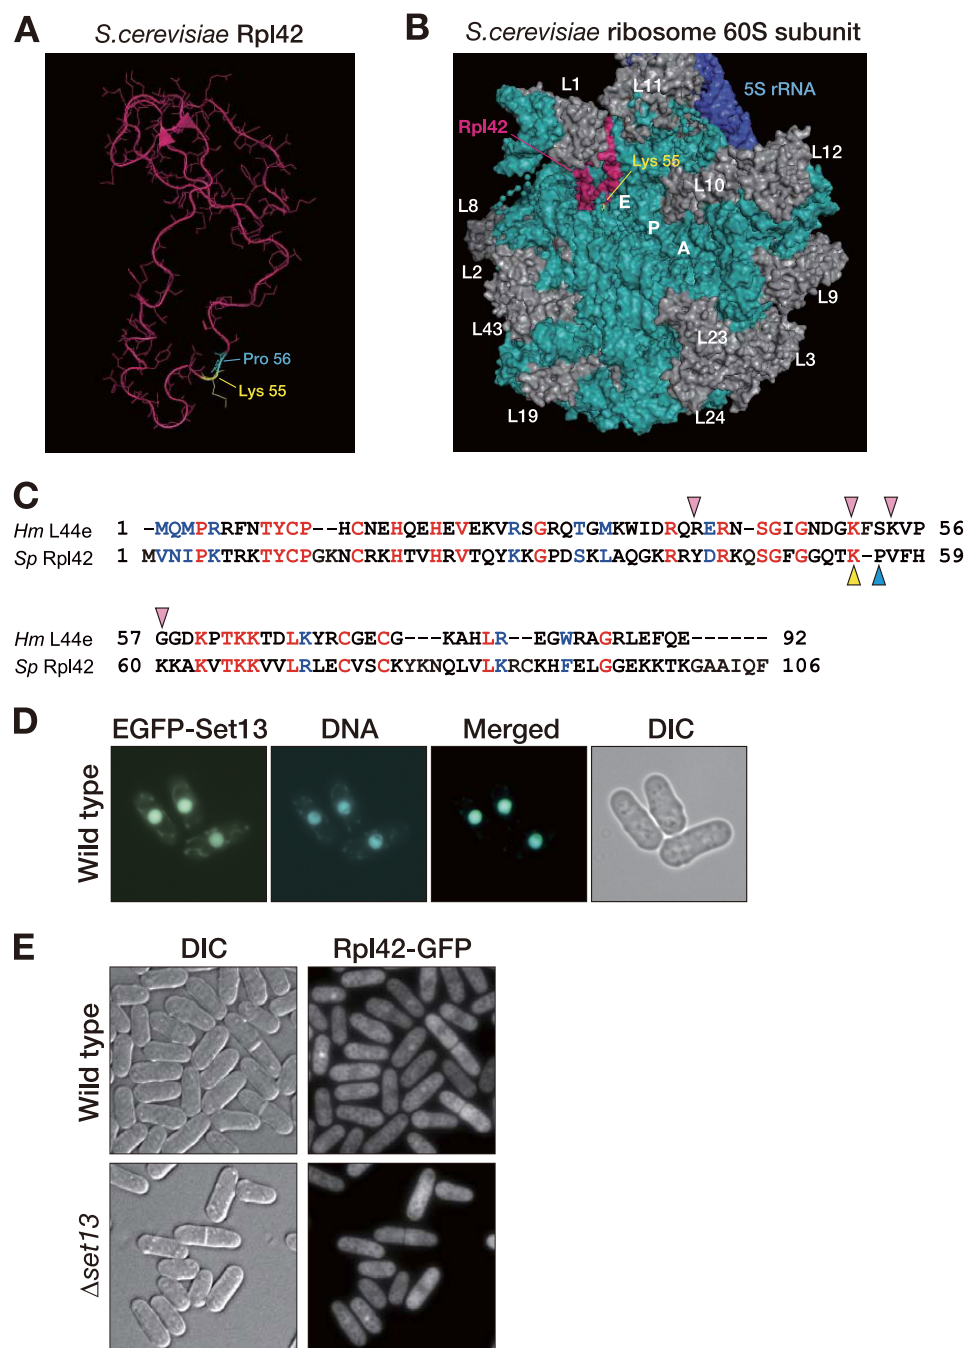 A
S.cerevisiae Rpl42
Pro 56
Lys 55
B
S.cerevisiae ribosome 60S subunit
L1
L11
5S rRNA
Rpl42
Lys 55
L12
L10
L8
E
P
A
L2
L9
L43
L23
L3
L19
L24
C
Hm L44e 1 -MQMPRRFNTYCP--HCNEHQEHEVEKVRSGRQTGMKWIDRQRERN-SGIGNDGKFSKVP 56
Sp Rpl42 1 MVNIPKTRKTYCPGKNCRKHTVHRVTQYKKGPDSKLAQGKRRYDRKQSGFGGQTK-PVFH 59
Hm L44e 57 GGDKPTKKTDLKYRCGECG---KAHLR--EGWRAGRLEFQE------ 92
Sp Rpl42 60 KKAKVTKKVVLRLECVSCKYKNQLVLKRCKHFELGGEKKTKGAAIQF 106
D
EGFP-Set13
DNA
Merged
DIC
Wild type
E
DIC
Rpl42-GFP
Wild type
Δset13